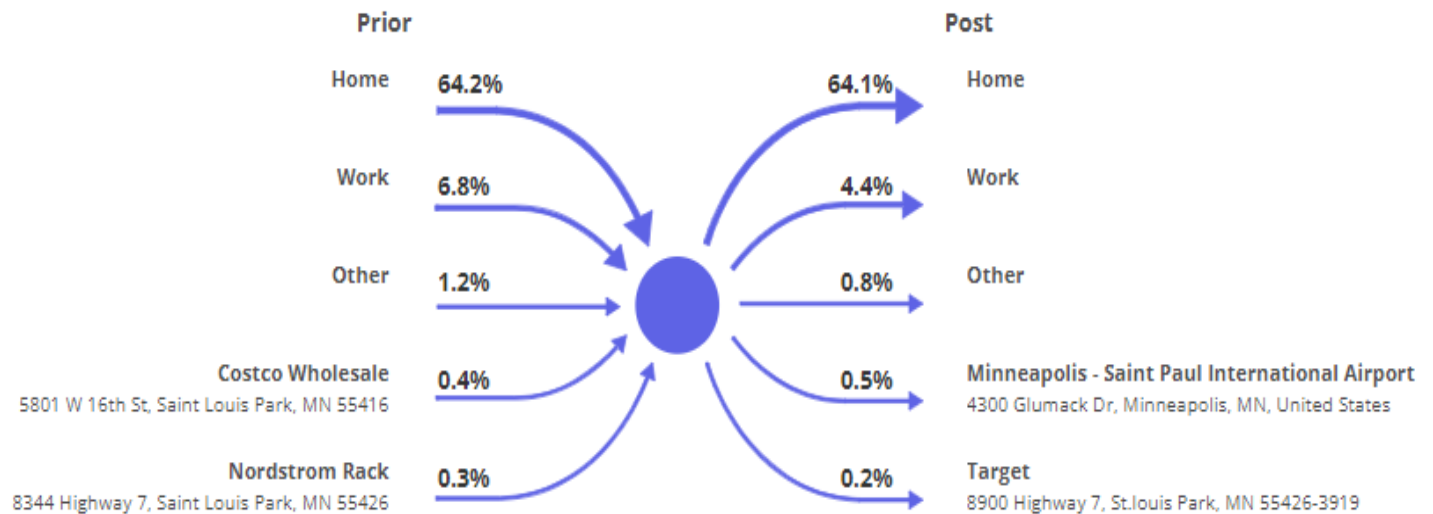 Prior
Post
Home
64.2%
64.1%
Home
Work
6.8%
4.4%
Work
Other
1.2%
0.8%
Other
Costco Wholesale
5801 W 16th St, Saint Louis Park, MN 55416
0.4%
0.5%
Minneapolis - Saint Paul International Airport
4300 Glumack Dr, Minneapolis, MN, United States
Nordstrom Rack
8344 Highway 7, Saint Louis Park, MN 55426
0.3%
0.2%
Target
8900 Highway 7, St.louis Park, MN 55426-3919